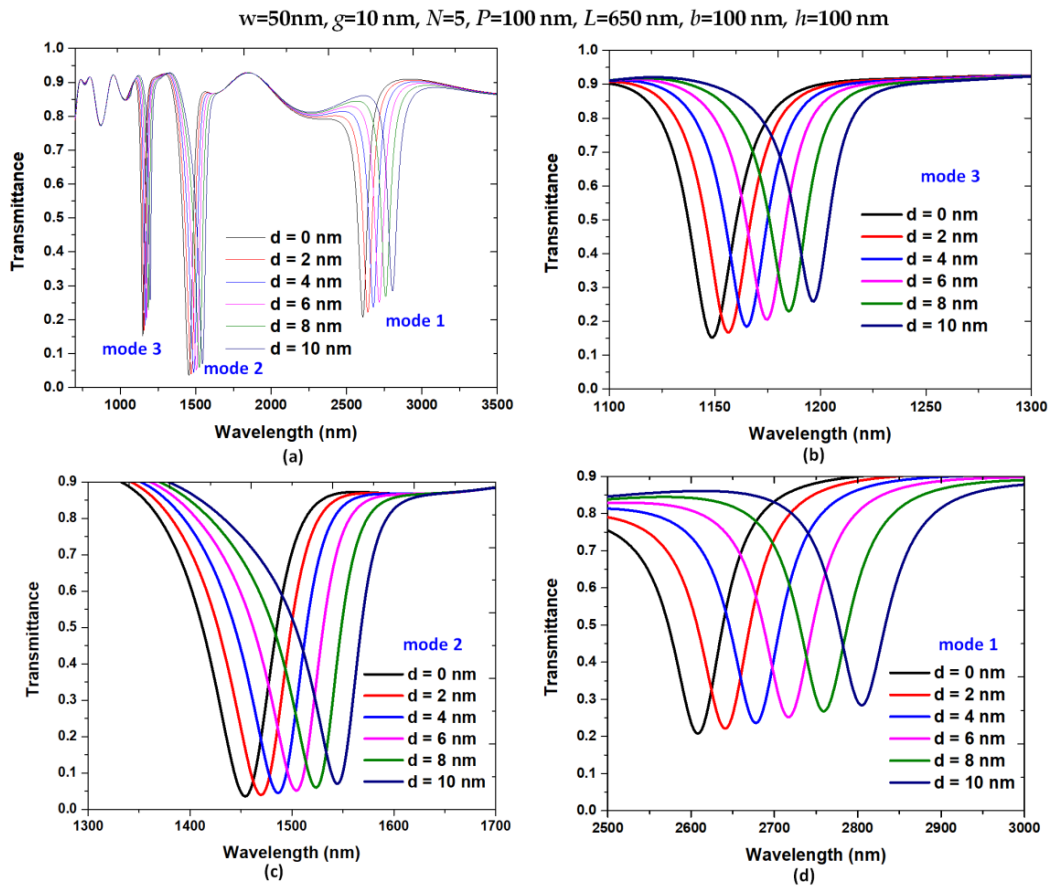 w=50nm, g=10 nm, N=5, P=100 nm, L=650 nm, b=100 nm, h=100 nm
1.0
0.9
0.8
0.7
0.6
0.5
0.4
0.3
0.2
0.1
0.0
Transmittance
d = 0 nm
d = 2 nm
d = 4 nm
d = 6 nm
d = 8 nm
d = 10 nm
mode 3
mode 2
mode 1
1000 1500 2000 2500 3000 3500
Wavelength (nm)
(a)
1.0
0.9
0.8
0.7
0.6
0.5
0.4
0.3
0.2
0.1
0.0
Transmittance
mode 3
d = 0 nm
d = 2 nm
d = 4 nm
d = 6 nm
d = 8 nm
d = 10 nm
1100 1150 1200 1250 1300
Wavelength (nm)
(b)
0.9
0.8
0.7
0.6
0.5
0.4
0.3
0.2
0.1
0.0
Transmittance
mode 2
d = 0 nm
d = 2 nm
d = 4 nm
d = 6 nm
d = 8 nm
d = 10 nm
1300 1400 1500 1600 1700
Wavelength (nm)
(c)
0.9
0.8
0.7
0.6
0.5
0.4
0.3
0.2
0.1
0.0
Transmittance
mode 1
d = 0 nm
d = 2 nm
d = 4 nm
d = 6 nm
d = 8 nm
d = 10 nm
2500 2600 2700 2800 2900 3000
Wavelength (nm)
(d)